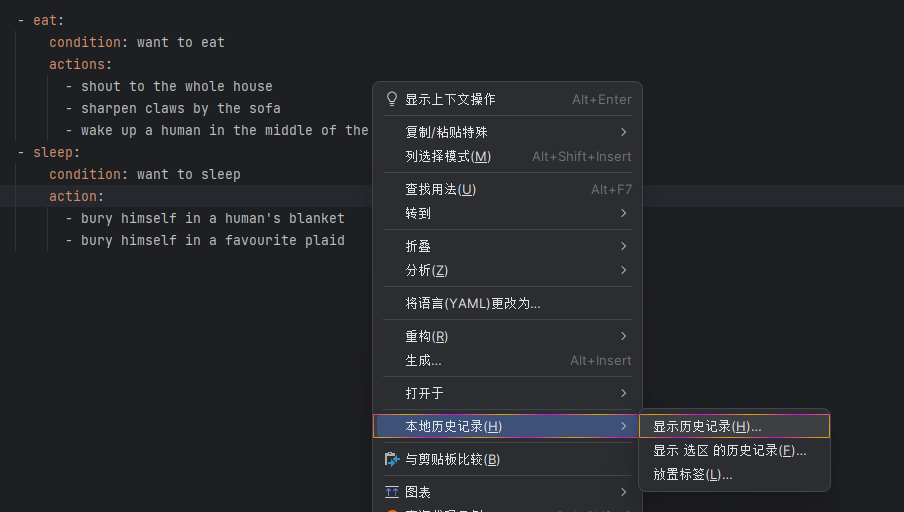 - eat:
condition: want to eat
actions:
- shout to the whole house
- sharpen claws by the sofa
- wake up a human in the middle of the
- sleep:
condition: want to sleep
action:
- bury himself in a human's blanket
- bury himself in a favourite plaid
显示上下文操作 Alt+Enter
复制/粘贴特殊
列选择模式(M) Alt+Shift+Insert
查找用法(U) Alt+F7
转到
折叠
分析(Z)
将语言(YAML)更改为...
重构(R)
生成... Alt+Insert
打开于
本地历史记录(H)
显示历史记录(H)...
显示 选区 的历史记录(F)...
放置标签(L)...
与剪贴板比较(B)
图表